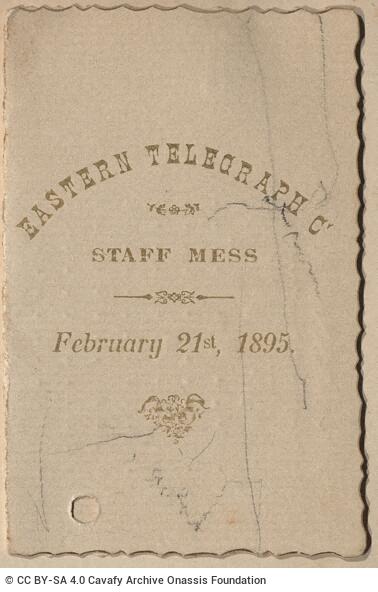 EASTERN TELEGRAPH Cº
STAFF MESS
February 21st, 1895.
© CC BY-SA 4.0 Cavafy Archive Onassis Foundation